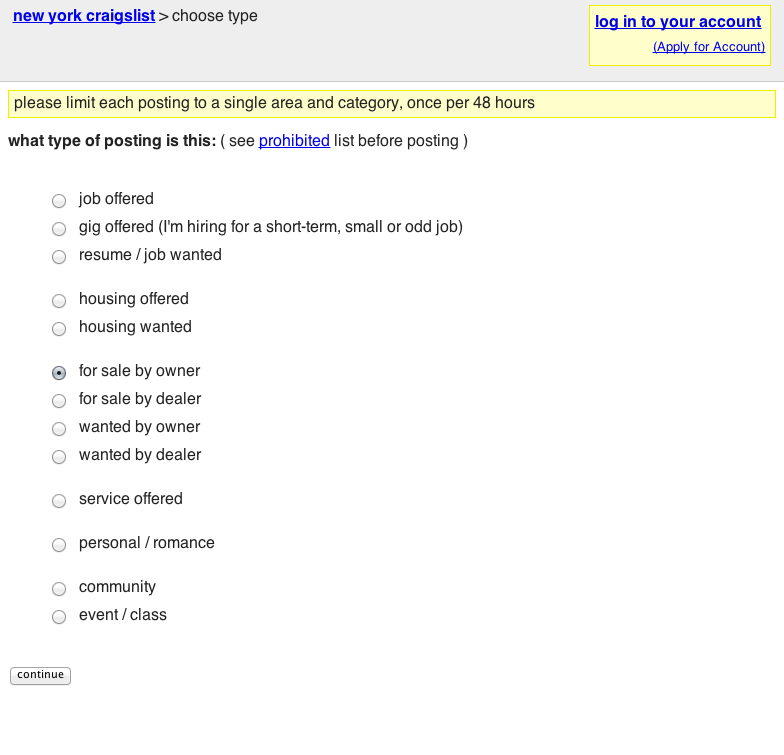 new york craigslist > choose type
log in to your account
(Apply for Account)
please limit each posting to a single area and category, once per 48 hours
what type of posting is this: ( see prohibited list before posting )
job offered
gig offered (I'm hiring for a short-term, small or odd job)
resume / job wanted
housing offered
housing wanted
for sale by owner
for sale by dealer
wanted by owner
wanted by dealer
service offered
personal / romance
community
event / class
continue